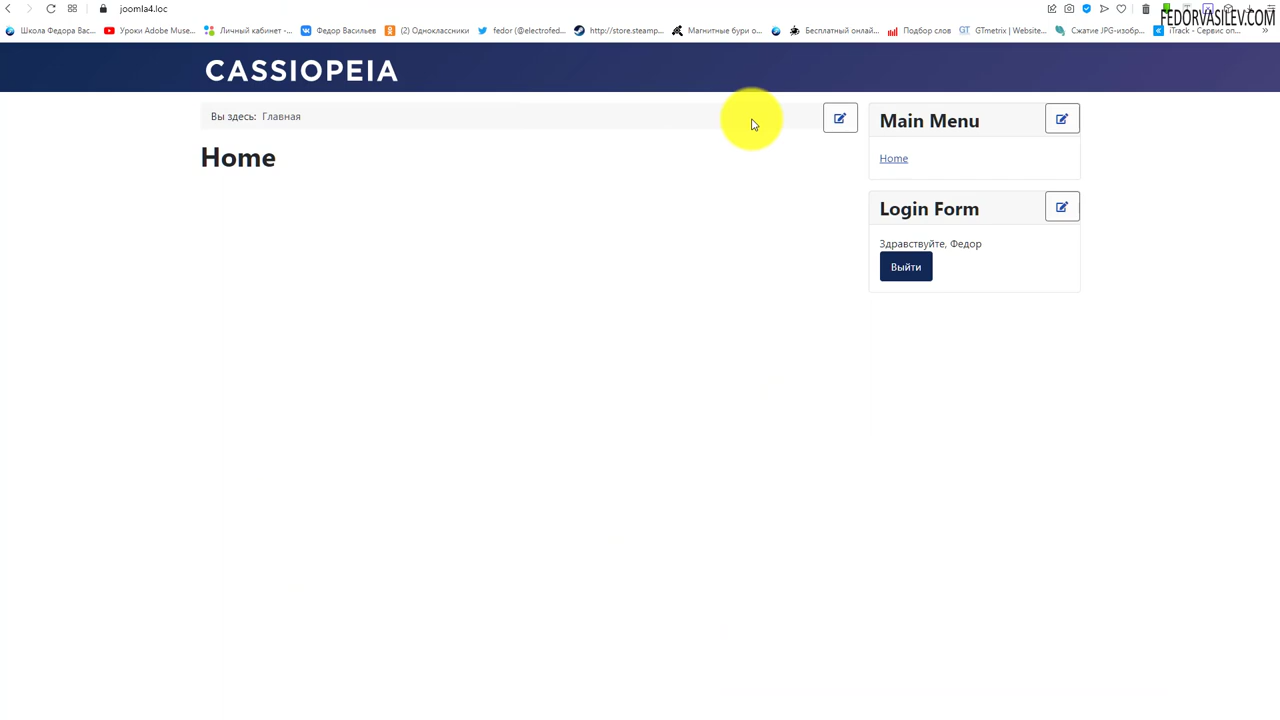 joomla4.loc
FEDORVASILEV.COM
Школа Федора Вас... Уроки Adobe Muse... Личный кабинет -... Федор Васильев (2) Одноклассники fedor (@electrofed... http://store.steamp... Магнитные бури о... Бесплатный онлай... Подбор слов GTmetrix | Website... Сжатие JPG-изобр... iTrack - Сервис оп... »
CASSIOPEIA
Вы здесь: Главная
Home
Main Menu
Home
Login Form
Здравствуйте, Федор
Выйти